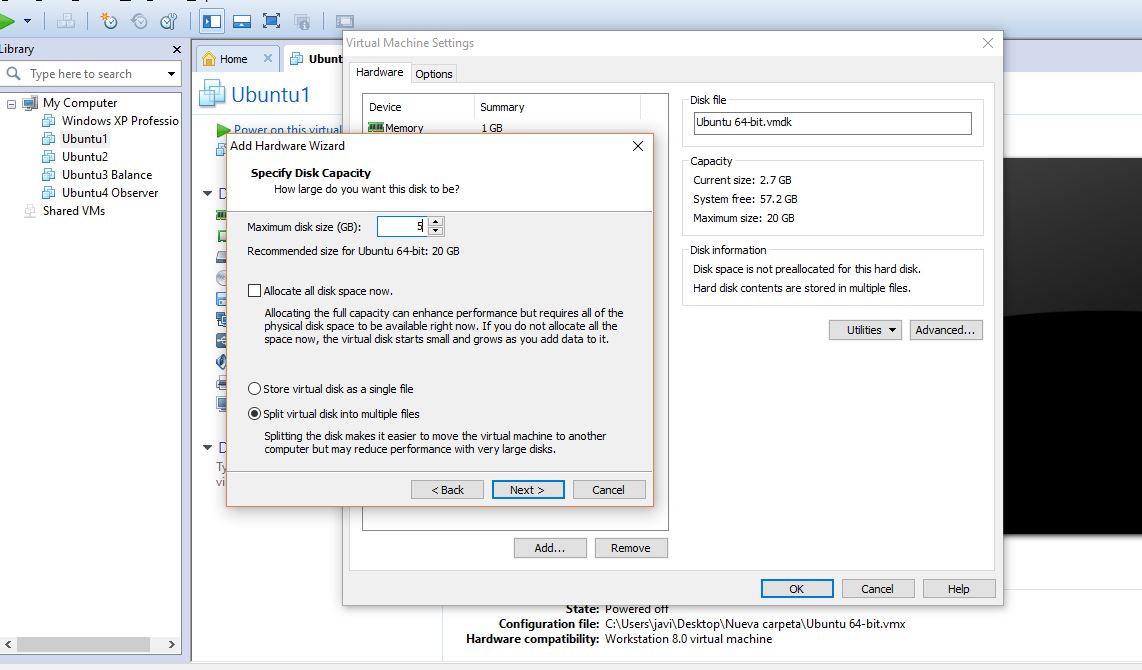 Library
Type here to search
My Computer
Windows XP Professio
Ubuntu1
Ubuntu2
Ubuntu3 Balance
Ubuntu4 Observer
Shared VMs
Home
Ubunt
Ubuntu1
Power on this virtual
Virtual Machine Settings
Hardware
Options
Device
Summary
Memory
1 GB
Add Hardware Wizard
Specify Disk Capacity
How large do you want this disk to be?
Maximum disk size (GB):
5
Recommended size for Ubuntu 64-bit: 20 GB
Allocate all disk space now.
Allocating the full capacity can enhance performance but requires all of the
physical disk space to be available right now. If you do not allocate all the
space now, the virtual disk starts small and grows as you add data to it.
Store virtual disk as a single file
Split virtual disk into multiple files
Splitting the disk makes it easier to move the virtual machine to another
computer but may reduce performance with very large disks.
< Back
Next >
Cancel
Disk file
Ubuntu 64-bit.vmdk
Capacity
Current size: 2.7 GB
System free: 57.2 GB
Maximum size: 20 GB
Disk information
Disk space is not preallocated for this hard disk.
Hard disk contents are stored in multiple files.
Utilities
Advanced...
D
D
Ty
vi
Add...
Remove
OK
Cancel
Help
State: Powered off
Configuration file: C:\Users\javi\Desktop\Nueva carpeta\Ubuntu 64-bit.vmx
Hardware compatibility: Workstation 8.0 virtual machine